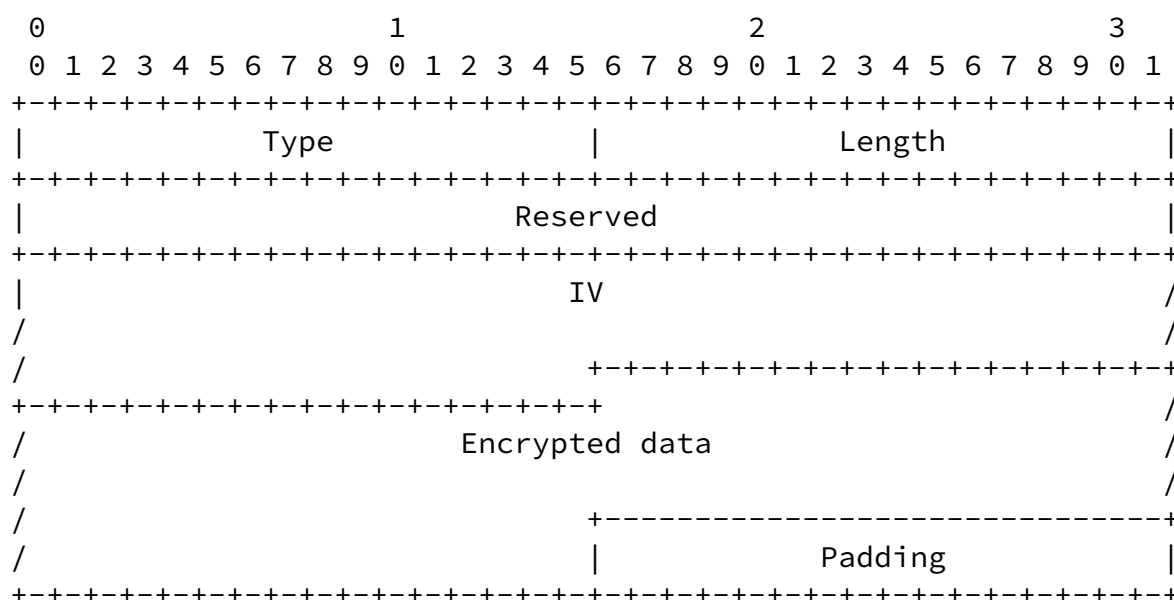 0                   1                   2                   3
 0 1 2 3 4 5 6 7 8 9 0 1 2 3 4 5 6 7 8 9 0 1 2 3 4 5 6 7 8 9 0 1
+-+-+-+-+-+-+-+-+-+-+-+-+-+-+-+-+-+-+-+-+-+-+-+-+-+-+-+-+-+-+-+-+
|             Type              |             Length            |
+-+-+-+-+-+-+-+-+-+-+-+-+-+-+-+-+-+-+-+-+-+-+-+-+-+-+-+-+-+-+-+-+
|                           Reserved                            |
+-+-+-+-+-+-+-+-+-+-+-+-+-+-+-+-+-+-+-+-+-+-+-+-+-+-+-+-+-+-+-+-+
|                              IV                               /
/                                                               /
/                               +-+-+-+-+-+-+-+-+-+-+-+-+-+-+-+-+
+-+-+-+-+-+-+-+-+-+-+-+-+-+-+-+-+                               /
/                        Encrypted data                         /
/                                                               /
/                               +-------------------------------+
/                               |            Padding            |
+-+-+-+-+-+-+-+-+-+-+-+-+-+-+-+-+-+-+-+-+-+-+-+-+-+-+-+-+-+-+-+-+